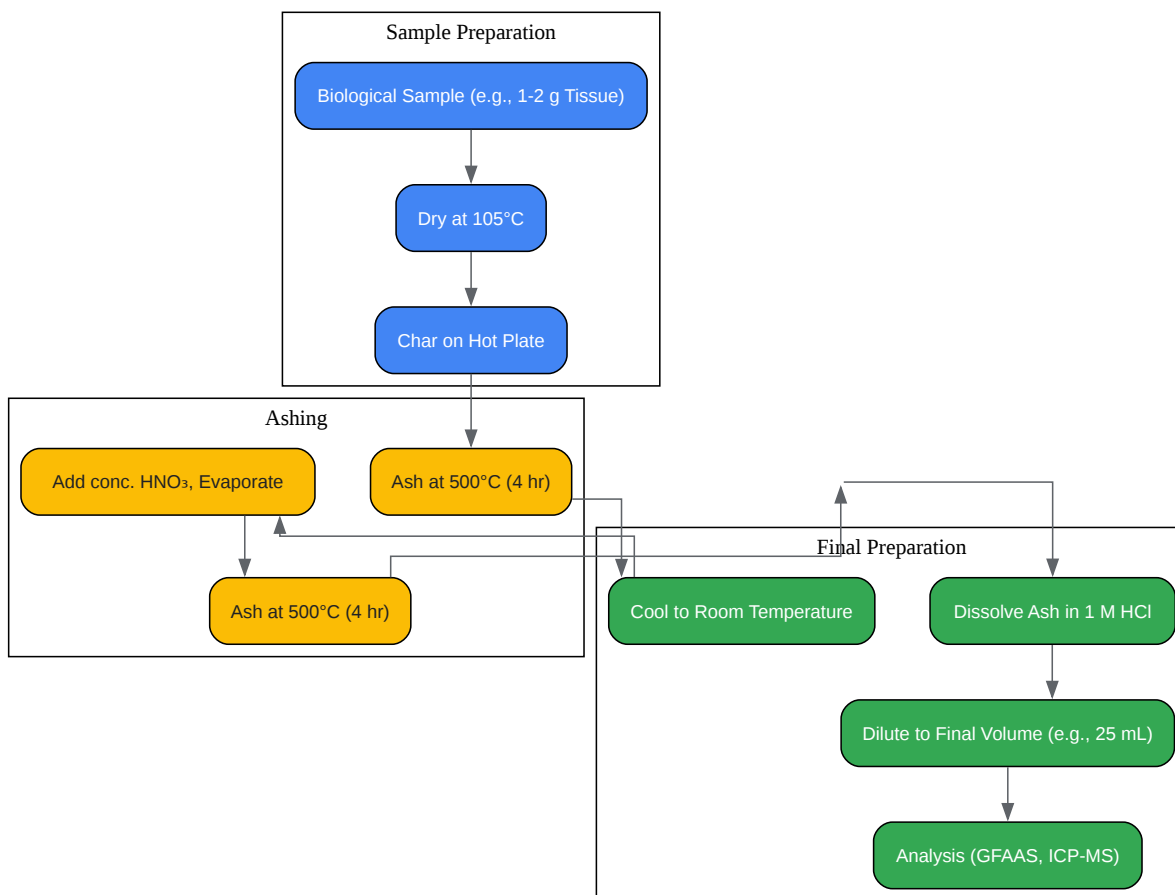 Sample Preparation
Biological Sample (e.g., 1-2 g Tissue)
Dry at 105°C
Char on Hot Plate
Ashing
Add conc. HNO₃, Evaporate
Ash at 500°C (4 hr)
Ash at 500°C (4 hr)
Final Preparation
Cool to Room Temperature
Dissolve Ash in 1 M HCl
Dilute to Final Volume (e.g., 25 mL)
Analysis (GFAAS, ICP-MS)